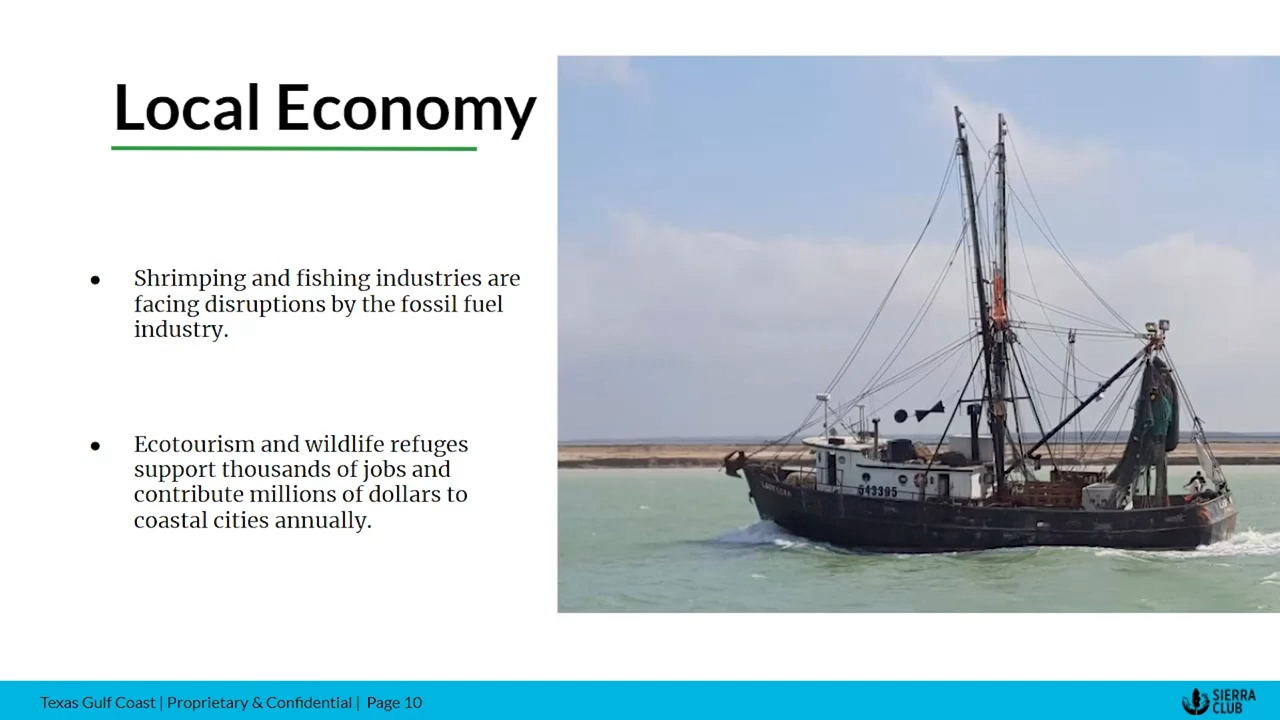 Local Economy
● Shrimping and fishing industries are
facing disruptions by the fossil fuel
industry.
● Ecotourism and wildlife refuges
support thousands of jobs and
contribute millions of dollars to
coastal cities annually.
543395
Texas Gulf Coast | Proprietary & Confidential | Page 10
SIERRA
CLUB